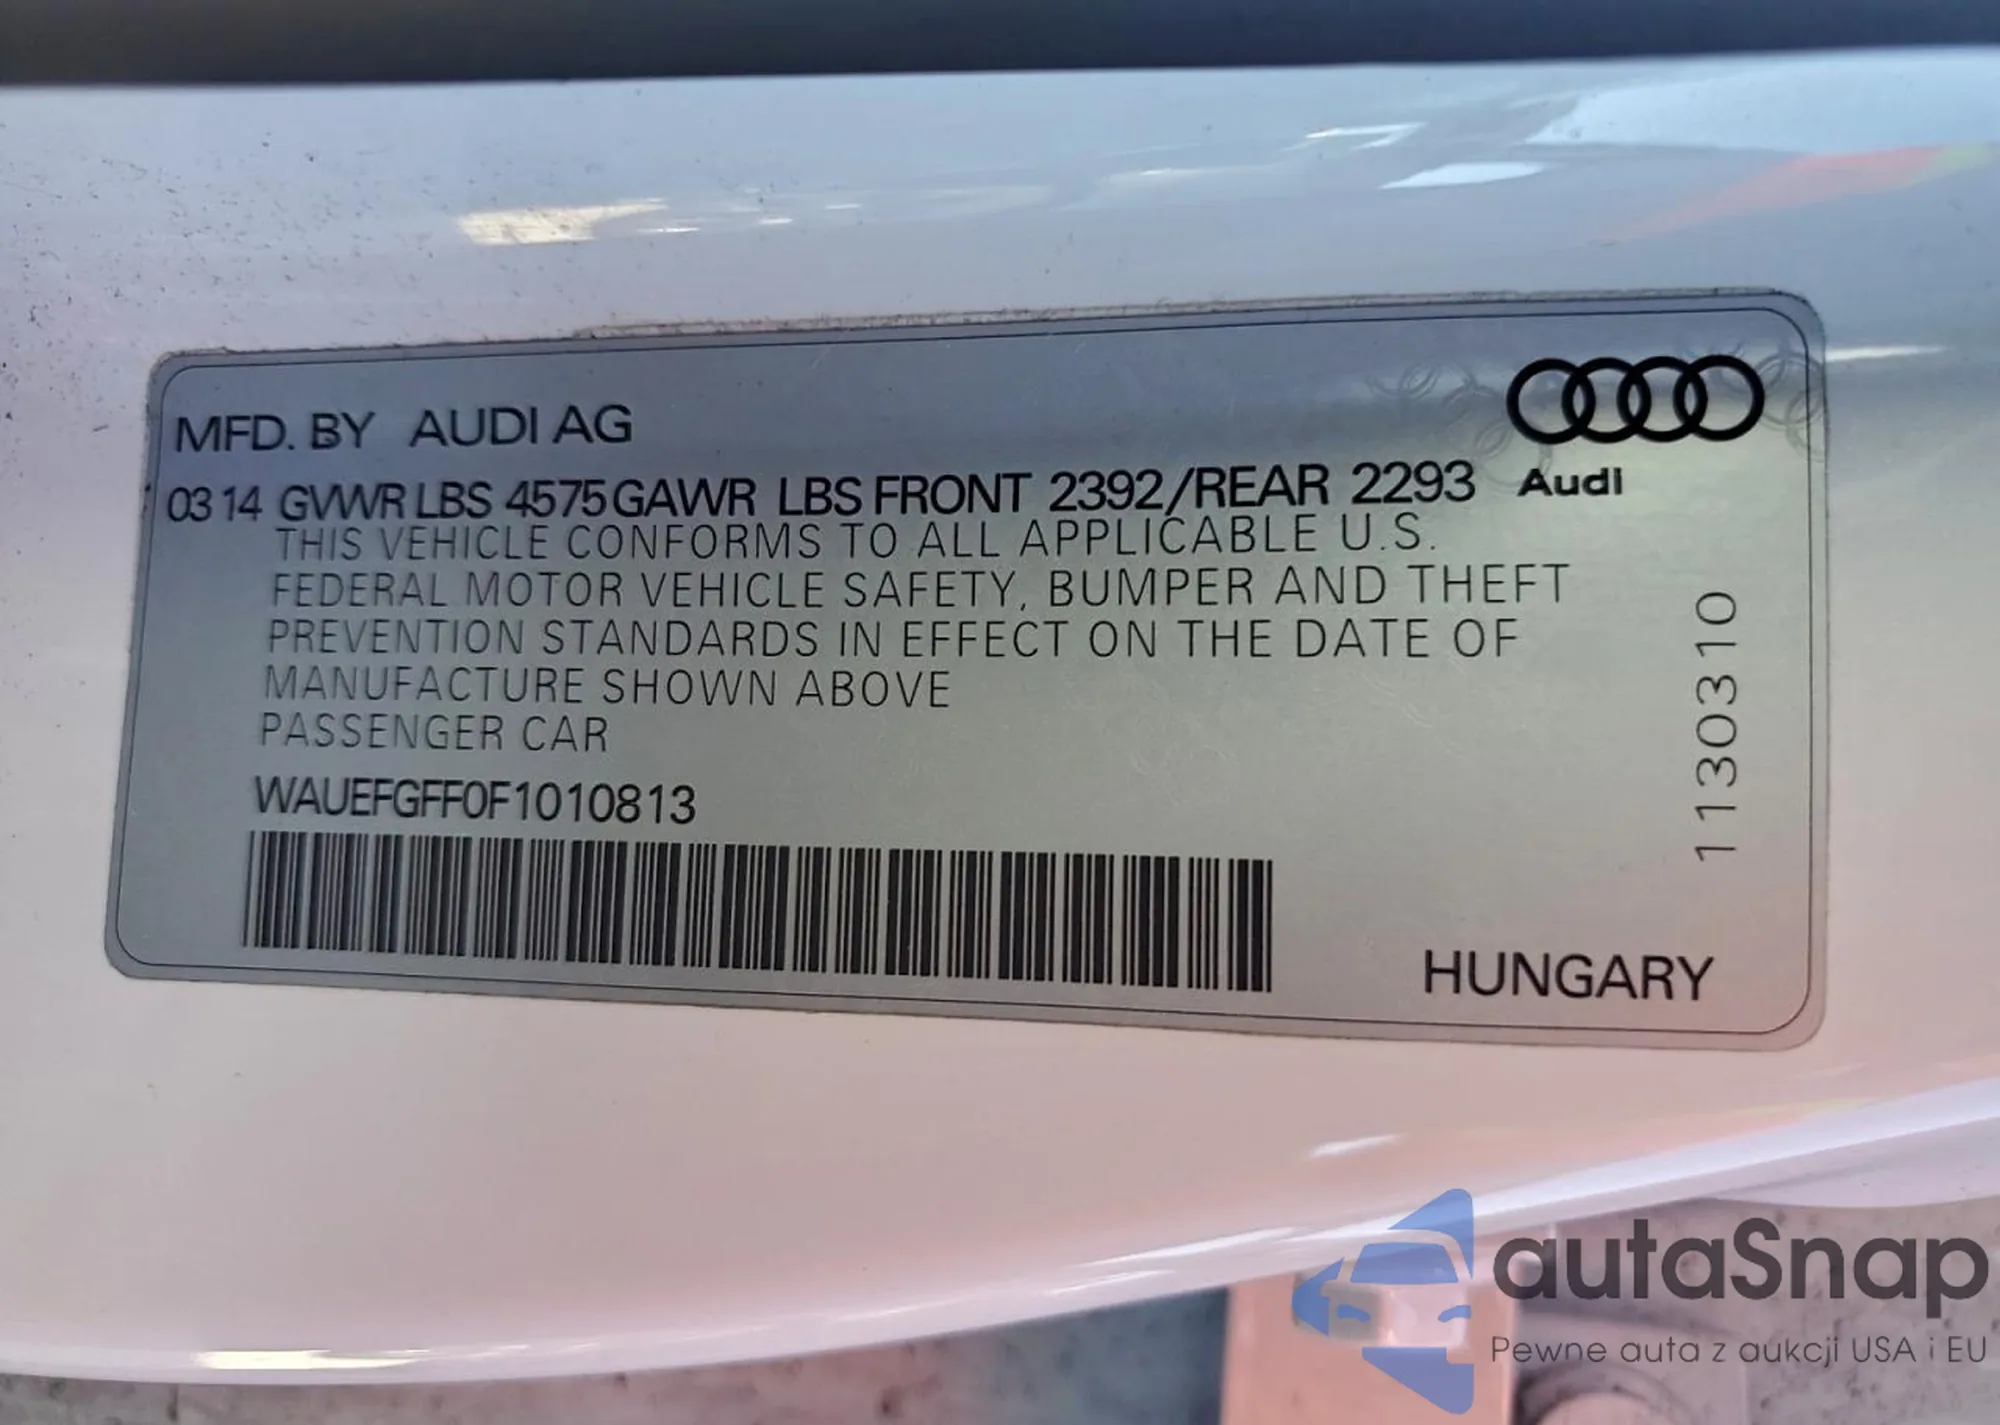 MFD. BY AUDI AG
03 14 GVWR LBS 4575 GAWR LBS FRONT 2392/REAR 2293
Audi
THIS VEHICLE CONFORMS TO ALL APPLICABLE U.S.
FEDERAL MOTOR VEHICLE SAFETY, BUMPER AND THEFT
PREVENTION STANDARDS IN EFFECT ON THE DATE OF
MANUFACTURE SHOWN ABOVE
PASSENGER CAR
WAUEFGFF0F1010813
1130310
HUNGARY
autaSnap
Pewne auta z aukcji USA i EU